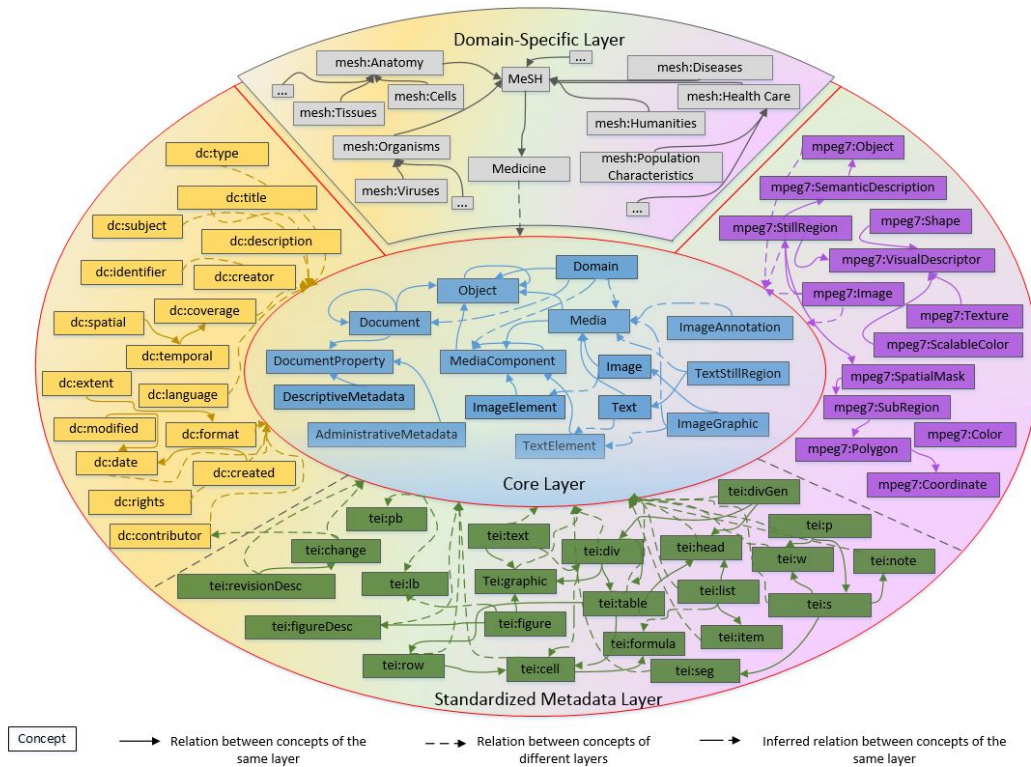 Domain-Specific Layer
...
mesh:Anatomy
MeSH
mesh:Diseases
...
mesh:Cells
mesh:Health Care
mesh:Tissues
mesh:Humanities
mesh:Organisms
Medicine
mesh:Population
Characteristics
mesh:Viruses
...
...
dc:type
dc:title
dc:subject
dc:description
dc:identifier
dc:creator
dc:coverage
dc:spatial
dc:temporal
dc:extent
dc:language
dc:modified
dc:format
dc:date
dc:created
dc:rights
dc:contributor
mpeg7:Object
mpeg7:SemanticDescription
mpeg7:StillRegion
mpeg7:Shape
mpeg7:VisualDescriptor
mpeg7:Image
mpeg7:Texture
mpeg7:ScalableColor
mpeg7:SpatialMask
mpeg7:SubRegion
mpeg7:Color
mpeg7:Polygon
mpeg7:Coordinate
Domain
Object
Document
Media
ImageAnnotation
DocumentProperty
MediaComponent
Image
TextStillRegion
DescriptiveMetadata
ImageElement
Text
AdministrativeMetadata
TextElement
ImageGraphic
Core Layer
tei:divGen
tei:pb
tei:text
tei:p
tei:change
tei:div
tei:head
tei:w
tei:note
tei:revisionDesc
tei:lb
Tei:graphic
tei:list
tei:table
tei:s
tei:figureDesc
tei:figure
tei:formula
tei:item
tei:row
tei:cell
tei:seg
Standardized Metadata Layer
Concept
Relation between concepts of the
same layer
Relation between concepts of
different layers
Inferred relation between concepts of the
same layer